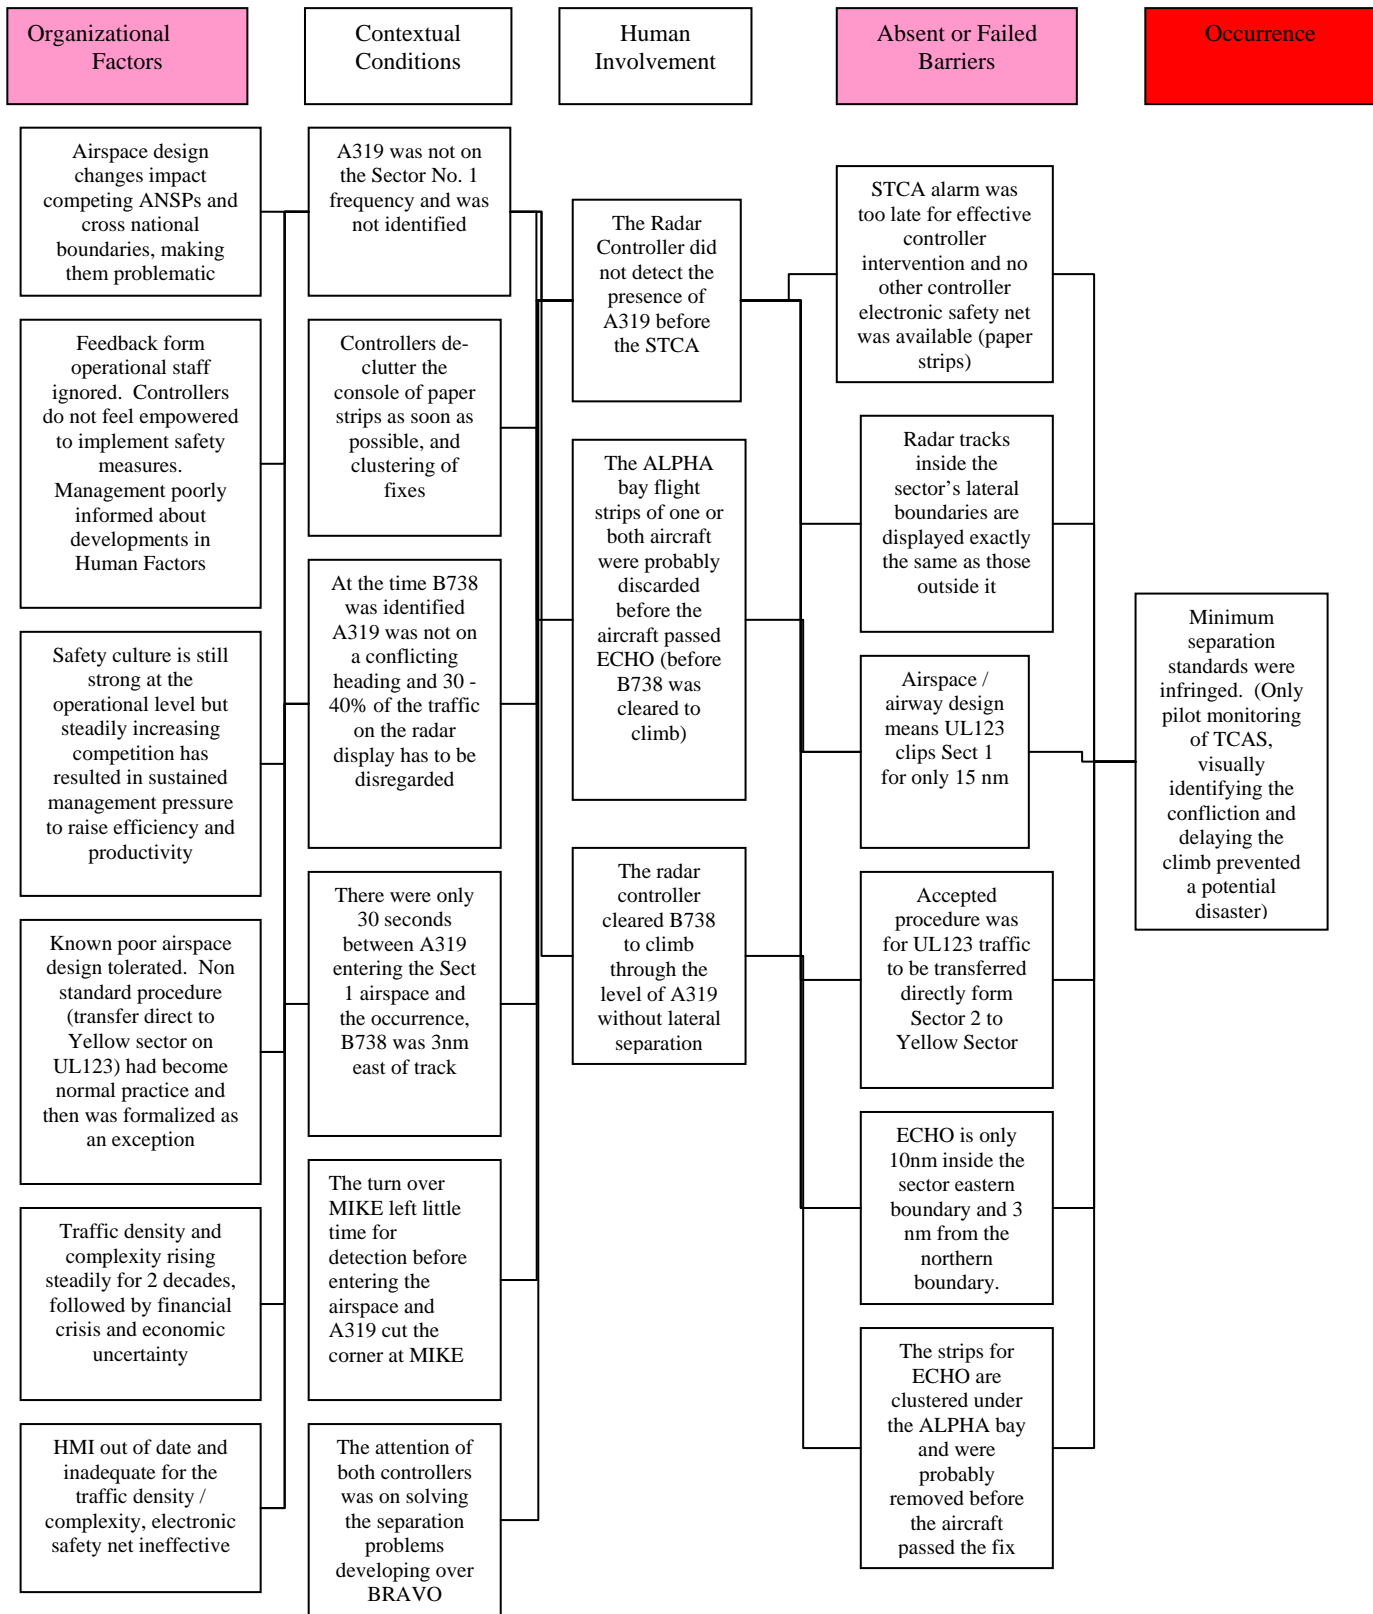 Organizational
Factors
Contextual
Conditions
Human
Involvement
Absent or Failed
Barriers
Occurrence
Airspace design
changes impact
competing ANSPs and
cross national
boundaries, making
them problematic
Feedback form
operational staff
ignored.  Controllers
do not feel empowered
to implement safety
measures.
Management poorly
informed about
developments in
Human Factors
Safety culture is still
strong at the
operational level but
steadily increasing
competition has
resulted in sustained
management pressure
to raise efficiency and
productivity
Known poor airspace
design tolerated.  Non
standard procedure
(transfer direct to
Yellow sector on
UL123) had become
normal practice and
then was formalized as
an exception
Traffic density and
complexity rising
steadily for 2 decades,
followed by financial
crisis and economic
uncertainty
HMI out of date and
inadequate for the
traffic density /
complexity, electronic
safety net ineffective
A319 was not on
the Sector No. 1
frequency and was
not identified
Controllers de-
clutter the
console of paper
strips as soon as
possible, and
clustering of
fixes
At the time B738
was identified
A319 was not on
a conflicting
heading and 30 -
40% of the traffic
on the radar
display has to be
disregarded
There were only
30 seconds
between A319
entering the Sect
1 airspace and
the occurrence,
B738 was 3nm
east of track
The turn over
MIKE left little
time for
detection before
entering the
airspace and
A319 cut the
corner at MIKE
The attention of
both controllers
was on solving
the separation
problems
developing over
BRAVO
The Radar
Controller did
not detect the
presence of
A319 before
the STCA
The ALPHA
bay flight
strips of one or
both aircraft
were probably
discarded
before the
aircraft passed
ECHO (before
B738 was
cleared to
climb)
The radar
controller
cleared B738
to climb
through the
level of A319
without lateral
separation
STCA alarm was
too late for effective
controller
intervention and no
other controller
electronic safety net
was available (paper
strips)
Radar tracks
inside the
sector’s lateral
boundaries are
displayed exactly
the same as those
outside it
Airspace /
airway design
means UL123
clips Sect 1
for only 15 nm
Accepted
procedure was
for UL123 traffic
to be transferred
directly form
Sector 2 to
Yellow Sector
ECHO is only
10nm inside the
sector eastern
boundary and 3
nm from the
northern
boundary.
The strips for
ECHO are
clustered under
the ALPHA bay
and were
probably
removed before
the aircraft
passed the fix
Minimum
separation
standards were
infringed.  (Only
pilot monitoring
of TCAS,
visually
identifying the
confliction and
delaying the
climb prevented
a potential
disaster)